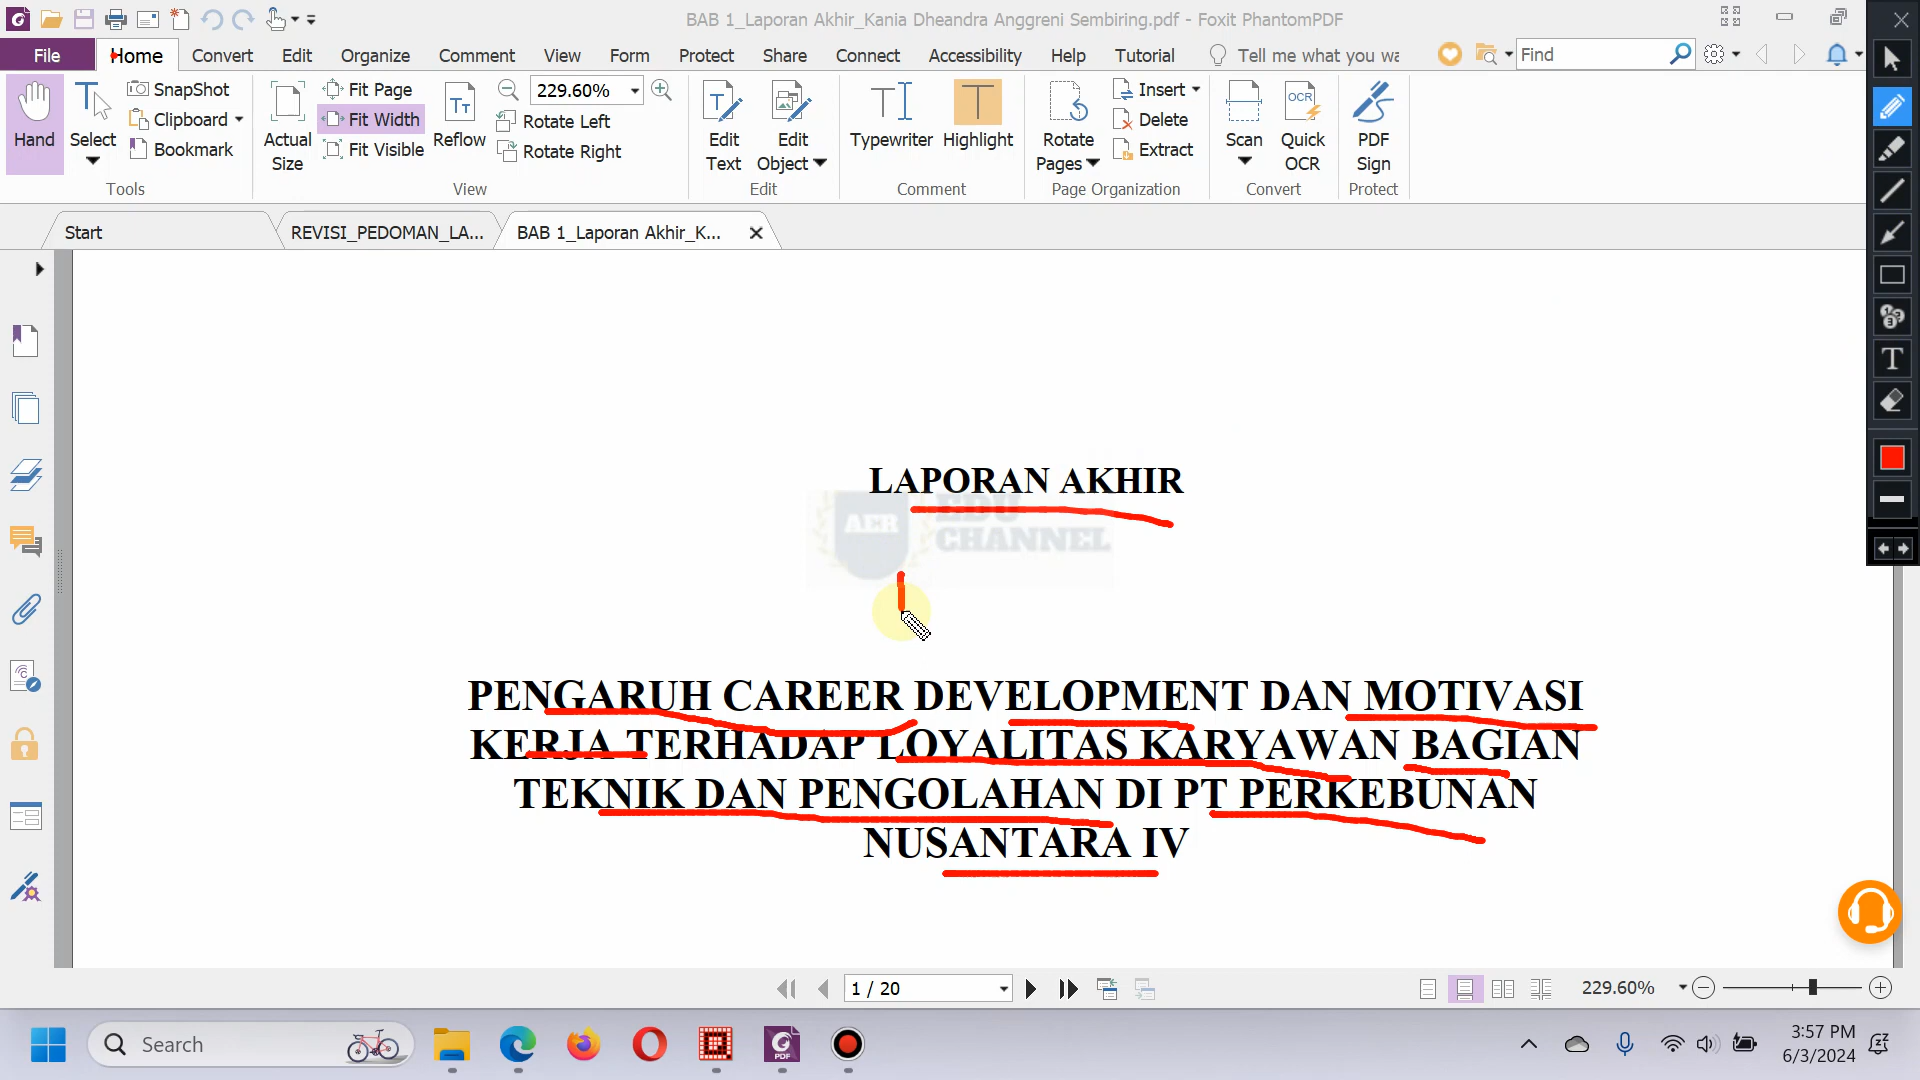 BAB 1_Laporan Akhir_Kania Dheandra Anggreni Sembiring.pdf - Foxit PhantomPDF
File Home Convert Edit Organize Comment View Form Protect Share Connect Accessibility Help Tutorial Tell me what you wa Find
Hand
Select
SnapShot
Clipboard
Bookmark
Tools
Actual Size
Fit Page
Fit Width
Fit Visible
Reflow
229.60%
Rotate Left
Rotate Right
View
Edit Text
Edit Object
Edit
Typewriter
Highlight
Comment
Rotate Pages
Insert
Delete
Extract
Page Organization
Scan
OCR
Quick OCR
Convert
PDF Sign
Protect
Start REVISI_PEDOMAN_LA... BAB 1_Laporan Akhir_K...
LAPORAN AKHIR
AER
EDU
CHANNEL
PENGARUH CAREER DEVELOPMENT DAN MOTIVASI
KERJA TERHADAP LOYALITAS KARYAWAN BAGIAN
TEKNIK DAN PENGOLAHAN DI PT PERKEBUNAN
NUSANTARA IV
1 / 20
229.60%
Search
PDF
3:57 PM
6/3/2024